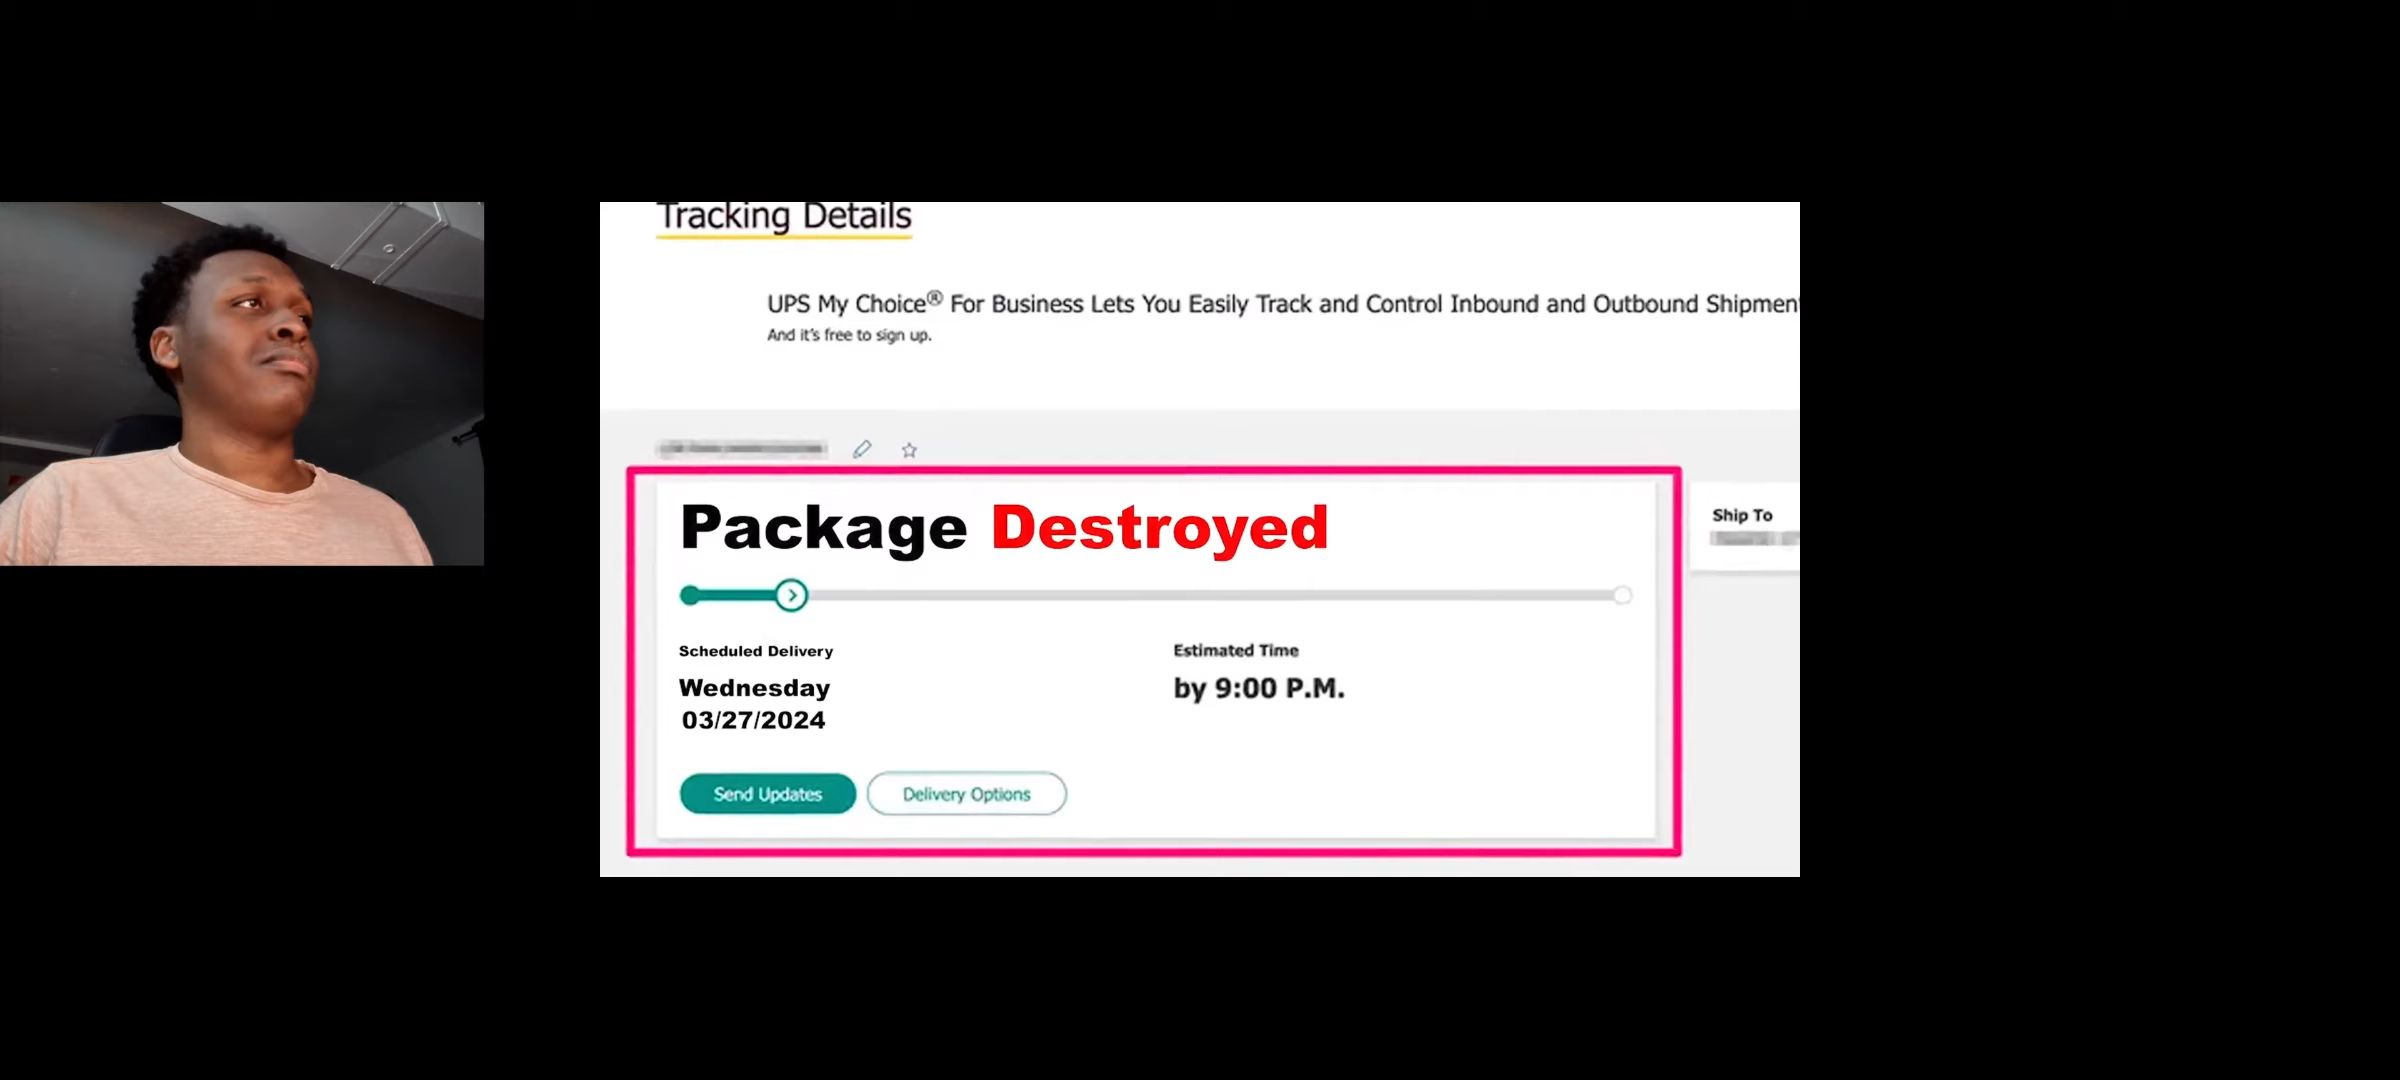 Tracking Details
UPS My Choice® For Business Lets You Easily Track and Control Inbound and Outbound Shipmen
And it's free to sign up.
Package Destroyed
Ship To
Scheduled Delivery
Estimated Time
Wednesday
by 9:00 P.M.
03/27/2024
Send Updates
Delivery Options